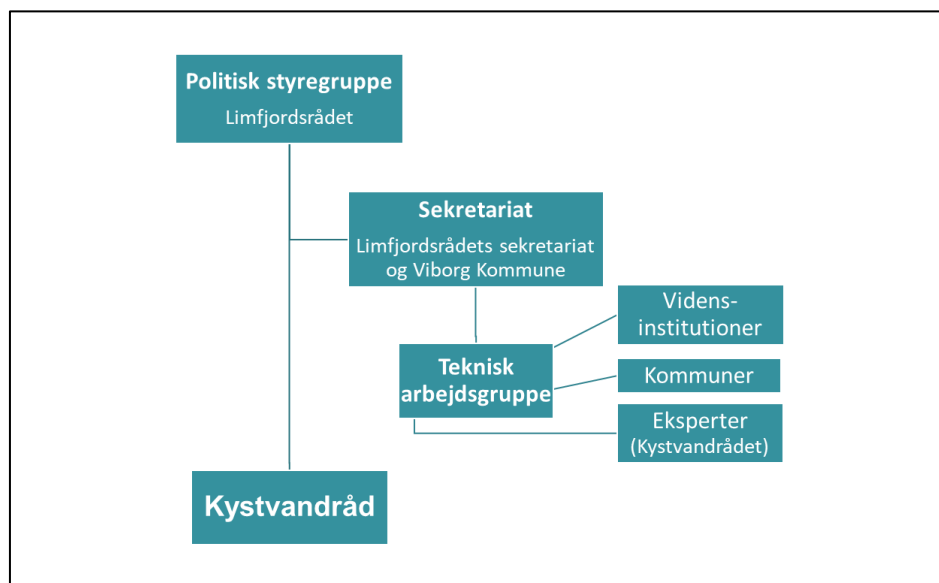 Politisk styregruppe
Limfjordsrådet
Sekretariat
Limfjordsrådets sekretariat
og Viborg Kommune
Videns-
institutioner
Teknisk
arbejdsgruppe
Kommuner
Eksperter
(Kystvandrådet)
Kystvandråd